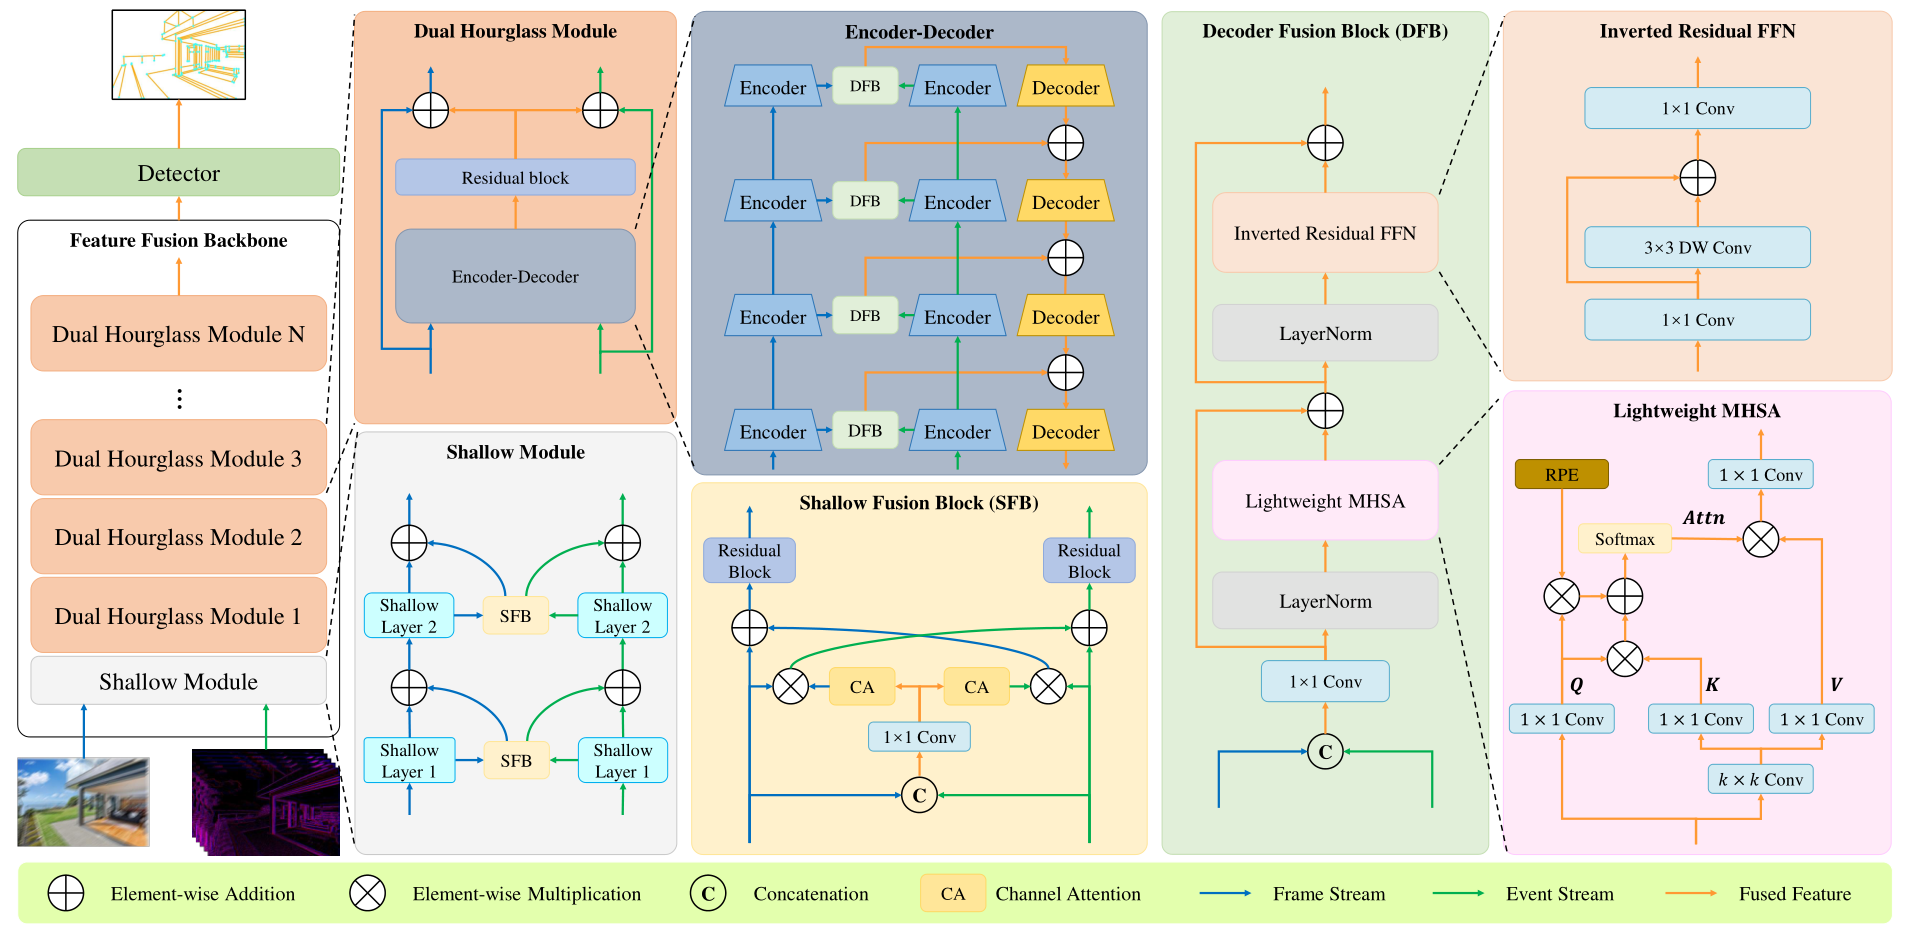 Detector
Feature Fusion Backbone
Dual Hourglass Module N
⋮
Dual Hourglass Module 3
Dual Hourglass Module 2
Dual Hourglass Module 1
Shallow Module
Dual Hourglass Module
Residual block
Encoder-Decoder
Shallow Module
Shallow
Layer 2
SFB
Shallow
Layer 2
Shallow
Layer 1
SFB
Shallow
Layer 1
Encoder-Decoder
Encoder DFB Encoder Decoder
Encoder DFB Encoder Decoder
Encoder DFB Encoder Decoder
Encoder DFB Encoder Decoder
Shallow Fusion Block (SFB)
Residual
Block
Residual
Block
CA CA
1×1 Conv
C
Decoder Fusion Block (DFB)
Inverted Residual FFN
LayerNorm
Lightweight MHSA
LayerNorm
1×1 Conv
C
Inverted Residual FFN
1×1 Conv
3×3 DW Conv
1×1 Conv
Lightweight MHSA
RPE
1 × 1 Conv
Attn
Softmax
Q K V
1 × 1 Conv 1 × 1 Conv 1 × 1 Conv
k × k Conv
Element-wise Addition Element-wise Multiplication C Concatenation CA Channel Attention Frame Stream Event Stream Fused Feature